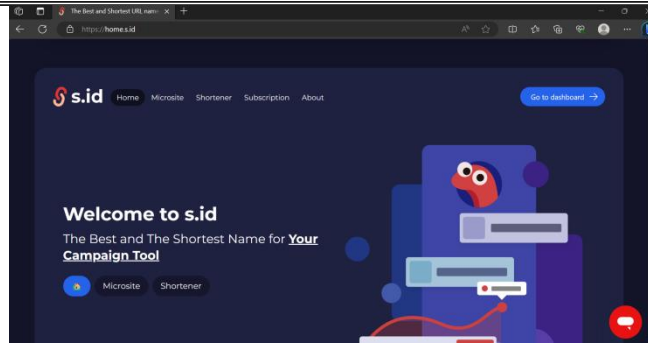 The Best and Shortest URL name
https://home.s.id
s.id Home Microsite Shortener Subscription About Go to dashboard →
Welcome to s.id
The Best and The Shortest Name for Your
Campaign Tool
Microsite Shortener